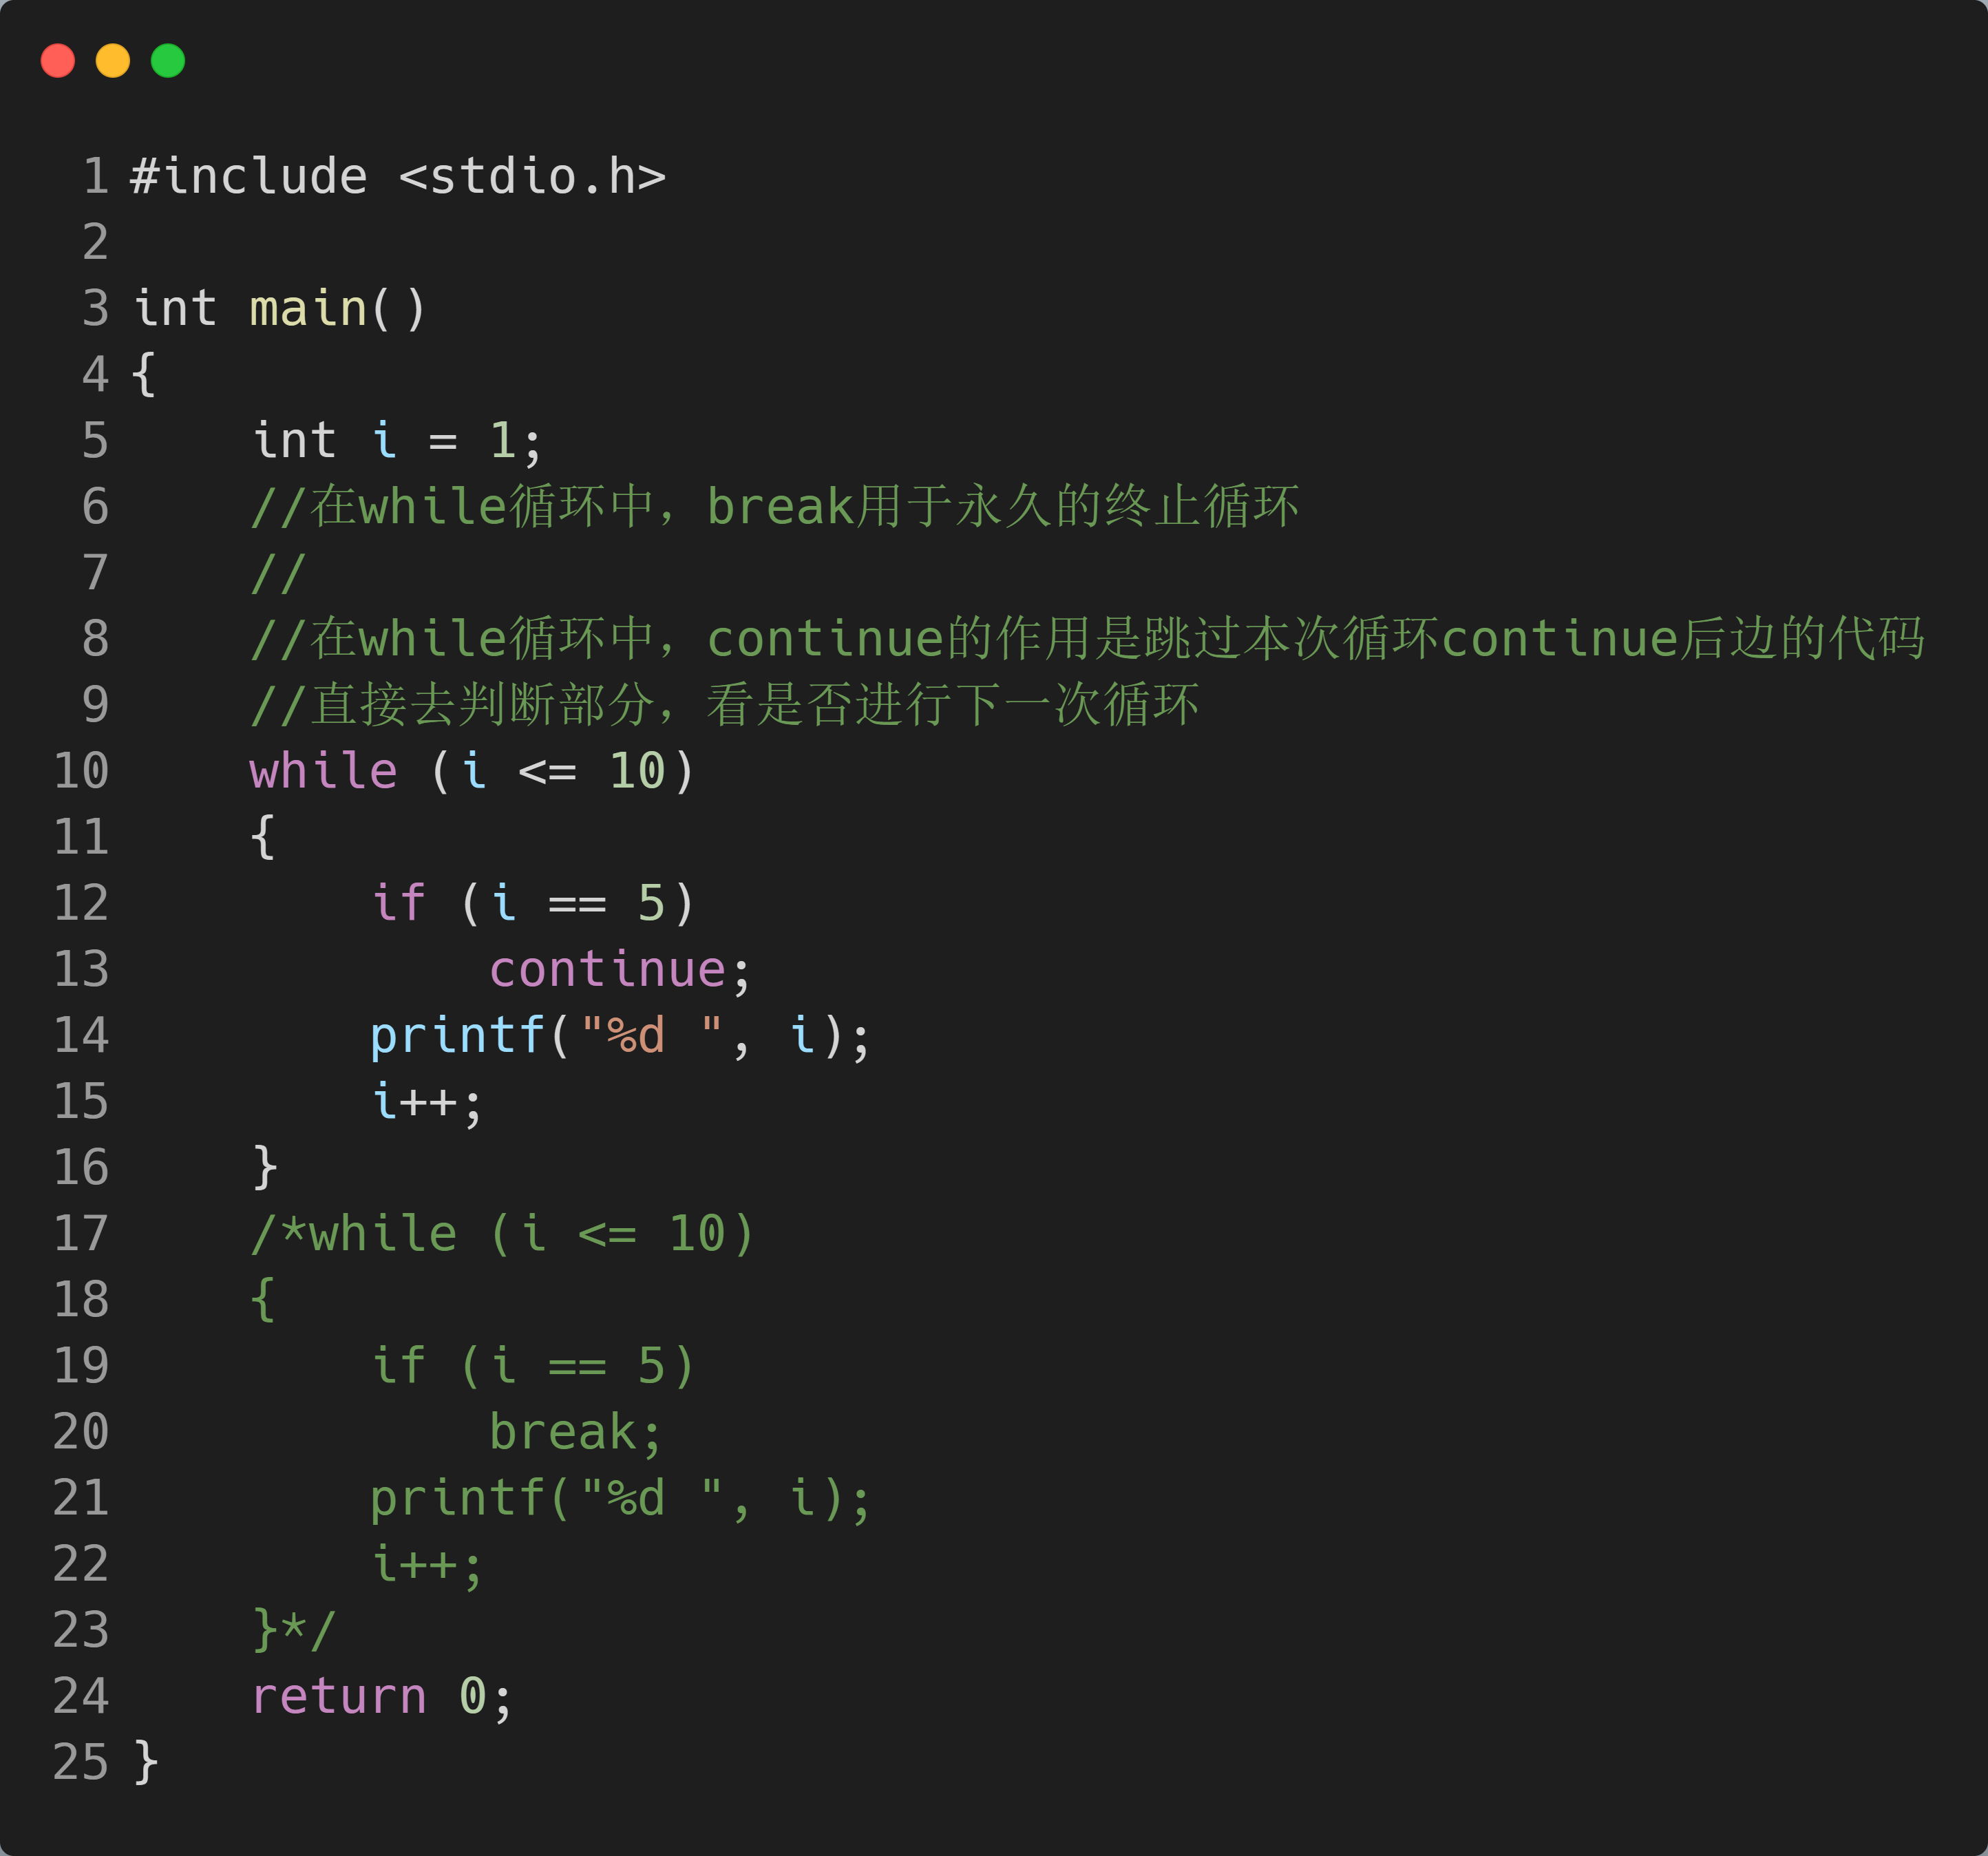 1 #include <stdio.h>
2
3 int main()
4 {
5     int i = 1;
6     //在while循环中，break用于永久的终止循环
7     //
8     //在while循环中，continue的作用是跳过本次循环continue后边的代码
9     //直接去判断部分，看是否进行下一次循环
10     while (i <= 10)
11     {
12         if (i == 5)
13             continue;
14         printf("%d ", i);
15         i++;
16     }
17     /*while (i <= 10)
18     {
19         if (i == 5)
20             break;
21         printf("%d ", i);
22         i++;
23     }*/
24     return 0;
25 }